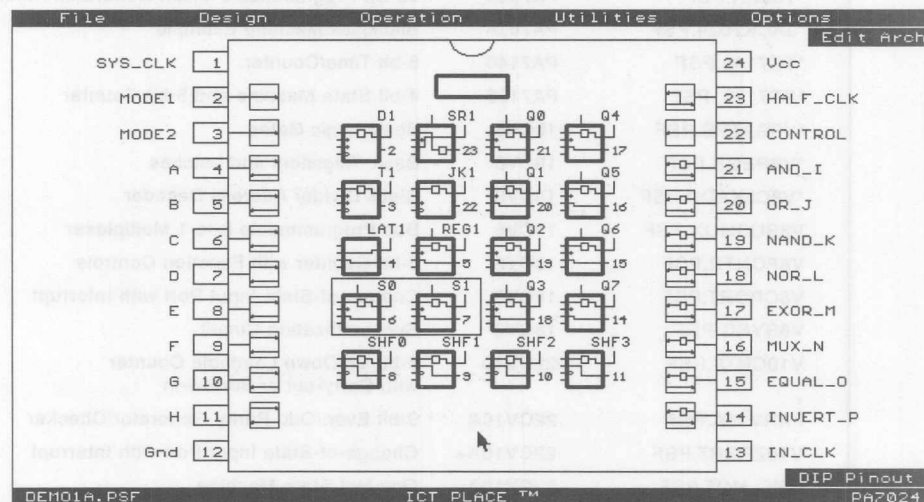 File Design Operation Utilities Options
Edit Arch
SYS_CLK 1 24 Vcc
MODE1 2 23 HALF_CLK
MODE2 3 22 CONTROL
A 4 21 AND_I
B 5 20 OR_J
C 6 19 NAND_K
D 7 18 NOR_L
E 8 17 EXOR_M
F 9 16 MUX_N
G 10 15 EQUAL_O
H 11 14 INVERT_P
Gnd 12 13 IN_CLK
D1 SR1 Q0 Q4
2 23 21 17
T1 JK1 Q1 Q5
3 22 20 16
LAT1 REG1 Q2 Q6
4 5 19 15
S0 S1 Q3 Q7
6 7 18 14
SHF0 SHF1 SHF2 SHF3
8 9 10 11
DIP Pinout
DEMO1A.PSF ICT PLACE ™ PA7024